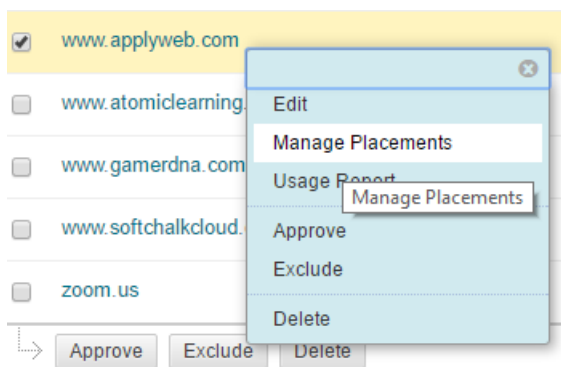 www.applyweb.com
www.atomiclearning.
www.gamerdna.com
www.softchalkcloud.
zoom.us
Edit
Manage Placements
Usage Report
Manage Placements
Approve
Exclude
Delete
Approve Exclude Delete